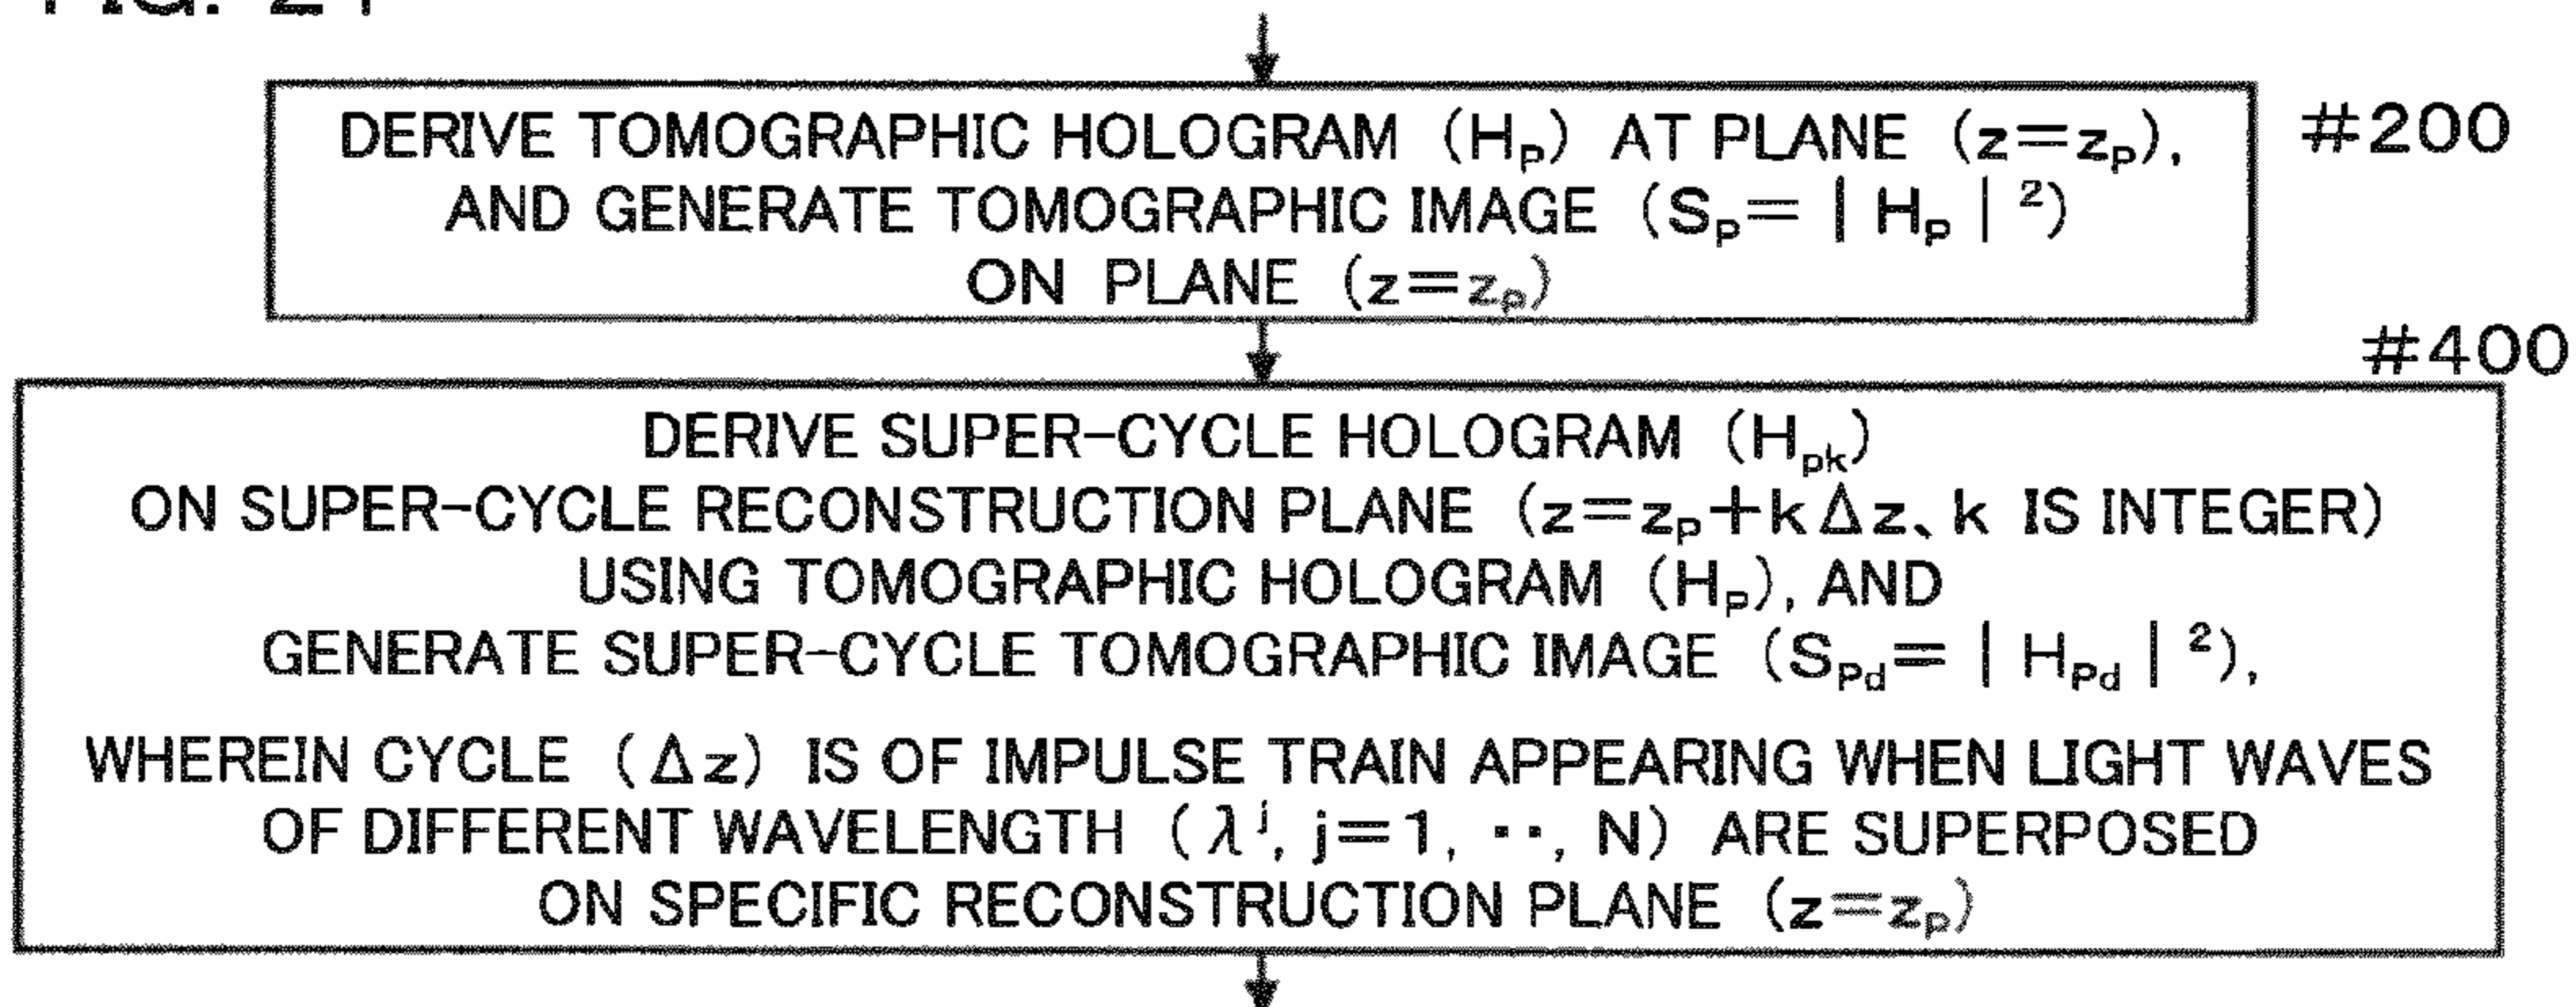 DERIVE TOMOGRAPHIC HOLOGRAM (Hp) AT PLANE (z=zp),
#200
AND GENERATE TOMOGRAPHIC IMAGE (Sp=|Hp|²)
ON PLANE (z=zp)
#400
DERIVE SUPER-CYCLE HOLOGRAM (Hpk)
ON SUPER-CYCLE RECONSTRUCTION PLANE (z=zp+kΔz、k IS INTEGER)
USING TOMOGRAPHIC HOLOGRAM (Hp), AND
GENERATE SUPER-CYCLE TOMOGRAPHIC IMAGE (SPd=|HPd|²),
WHEREIN CYCLE (Δz) IS OF IMPULSE TRAIN APPEARING WHEN LIGHT WAVES
OF DIFFERENT WAVELENGTH (λʲ, j=1, ‥, N) ARE SUPERPOSED
ON SPECIFIC RECONSTRUCTION PLANE (z=zp)